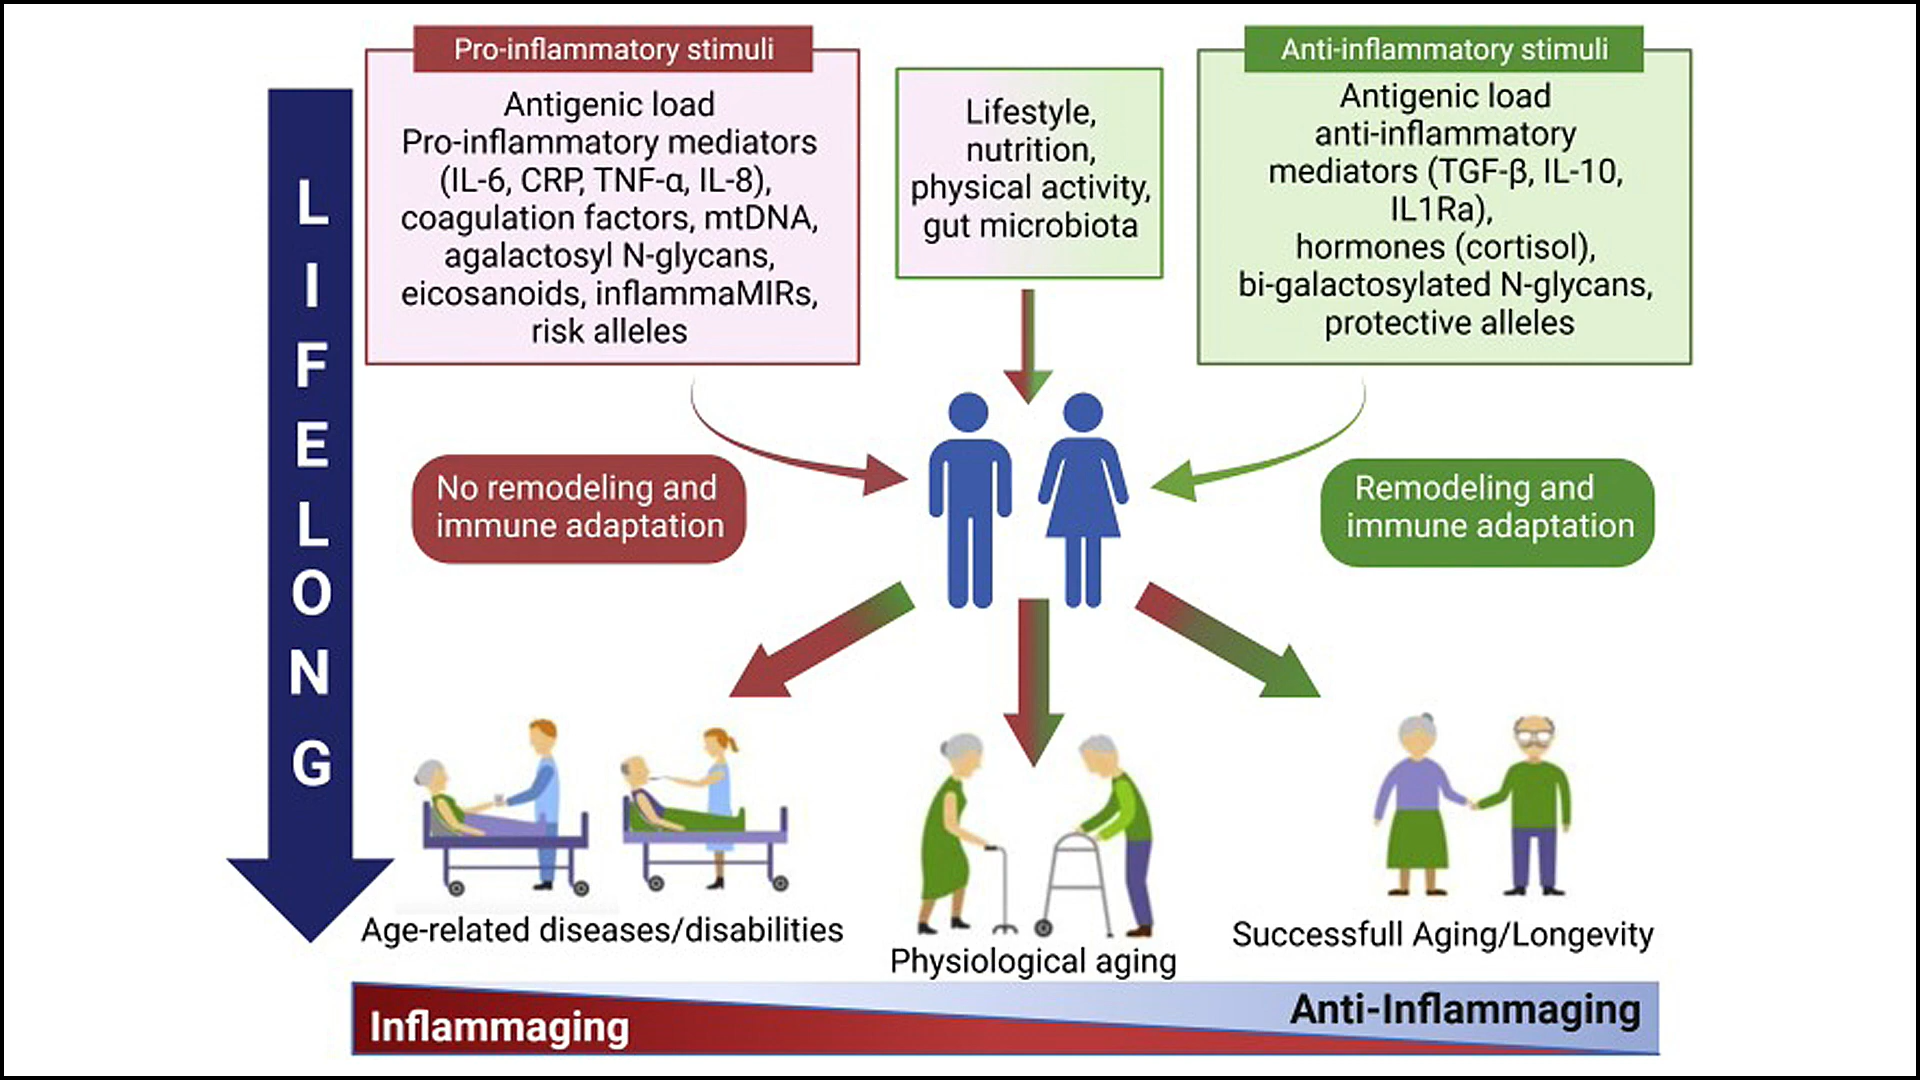 Pro-inflammatory stimuli
Antigenic load
Pro-inflammatory mediators
(IL-6, CRP, TNF-α, IL-8),
coagulation factors, mtDNA,
agalactosyl N-glycans,
eicosanoids, inflammaMIRs,
risk alleles
Lifestyle,
nutrition,
physical activity,
gut microbiota
Anti-inflammatory stimuli
Antigenic load
anti-inflammatory
mediators (TGF-β, IL-10,
IL1Ra),
hormones (cortisol),
bi-galactosylated N-glycans,
protective alleles
LIFELONG
No remodeling and
immune adaptation
Remodeling and
immune adaptation
Age-related diseases/disabilities
Physiological aging
Successfull Aging/Longevity
Inflammaging
Anti-Inflammaging